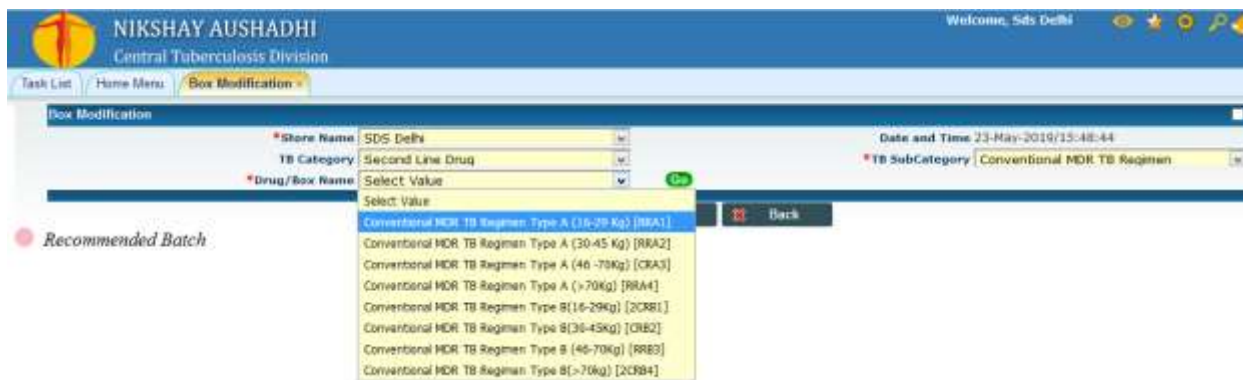 NIKSHAY AUSHADHI
Welcome, Sds Delhi
Central Tuberculosis Division
Task List Home Menu Box Modification
Box Modification
*Store Name SDS Delhi Date and Time 23-May-2019/15:48:44
TB Category Second Line Drug *TB SubCategory Conventional MDR TB Regimen
*Drug/Box Name Select Value Go
Select Value
Conventional MDR TB Regimen Type A (16-29 Kg) [RRA1]
Back
Recommended Batch
Conventional MDR TB Regimen Type A (30-45 Kg) [RRA2]
Conventional MDR TB Regimen Type A (46 -70Kg) [CRA3]
Conventional MDR TB Regimen Type A (>70Kg) [RRA4]
Conventional MDR TB Regimen Type B(16-29Kg) [2CRB1]
Conventional MDR TB Regimen Type B(30-45Kg) [CRB2]
Conventional MDR TB Regimen Type B (46-70Kg) [RRB3]
Conventional MDR TB Regimen Type B(>70kg) [2CRB4]